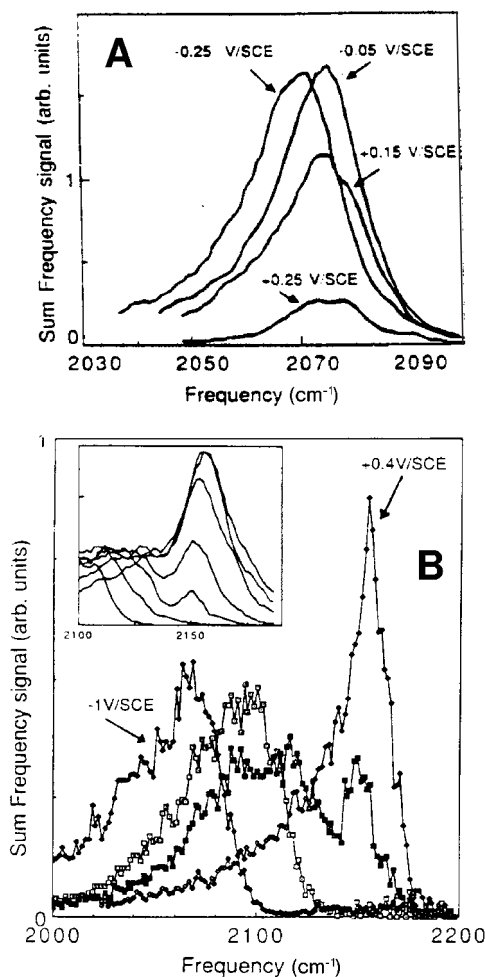 A
-0.25 V/SCE
-0.05 V/SCE
+0.15 V/SCE
+0.25 V/SCE
Sum Frequency signal (arb. units)
1
0
2030 2050 2070 2090
Frequency (cm-1)
B
1
+0.4V/SCE
-1V/SCE
2100 2150
Sum Frequency signal (arb. units)
0
2000 2100 2200
Frequency (cm-1)